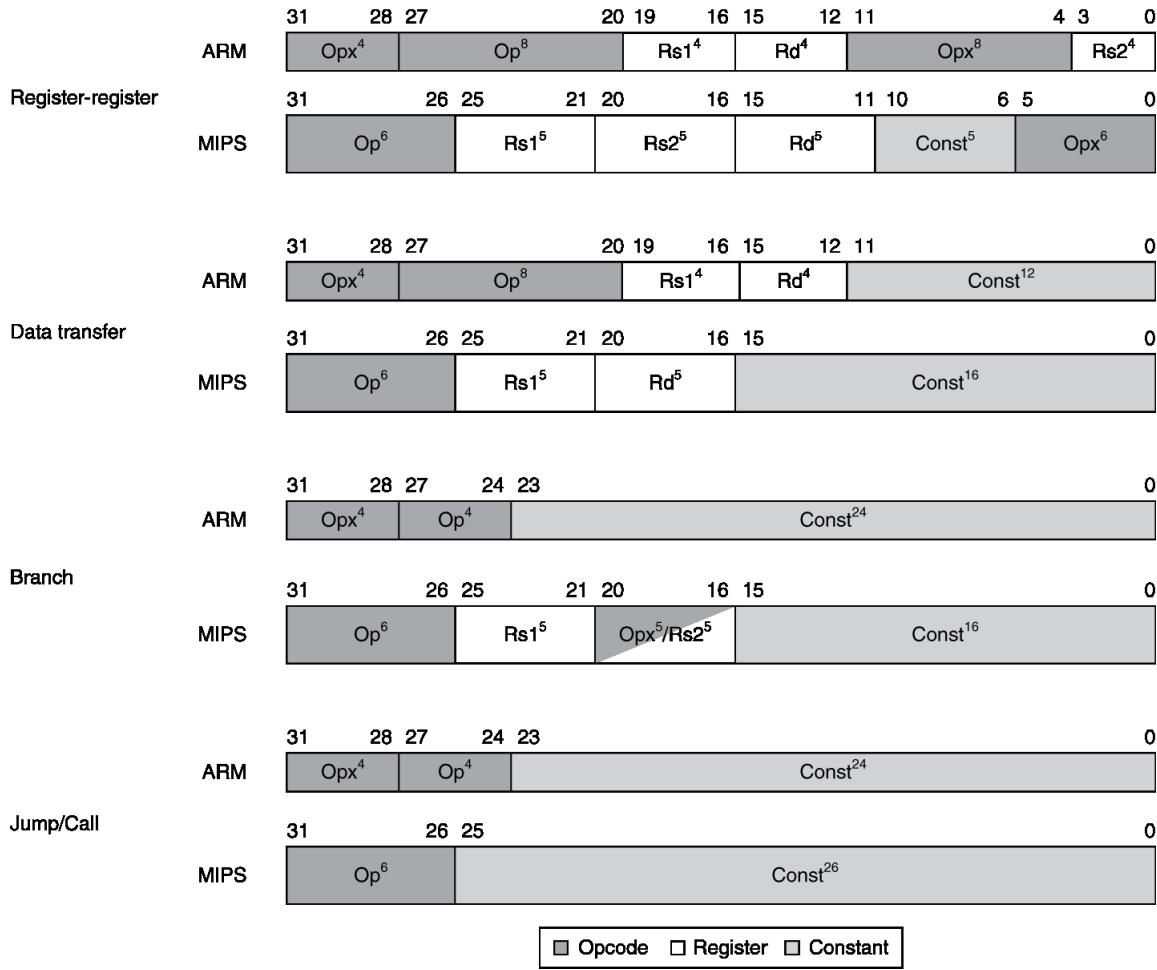 31 28 27 20 19 16 15 12 11 4 3 0
ARM Opx⁴ Op⁸ Rs1⁴ Rd⁴ Opx⁸ Rs2⁴
Register-register
31 26 25 21 20 16 15 11 10 6 5 0
MIPS Op⁶ Rs1⁵ Rs2⁵ Rd⁵ Const⁵ Opx⁶
31 28 27 20 19 16 15 12 11 0
ARM Opx⁴ Op⁸ Rs1⁴ Rd⁴ Const¹²
Data transfer
31 26 25 21 20 16 15 0
MIPS Op⁶ Rs1⁵ Rd⁵ Const¹⁶
31 28 27 24 23 0
ARM Opx⁴ Op⁴ Const²⁴
Branch
31 26 25 21 20 16 15 0
MIPS Op⁶ Rs1⁵ Opx⁵/Rs2⁵ Const¹⁶
31 28 27 24 23 0
ARM Opx⁴ Op⁴ Const²⁴
Jump/Call
31 26 25 0
MIPS Op⁶ Const²⁶
Opcode Register Constant